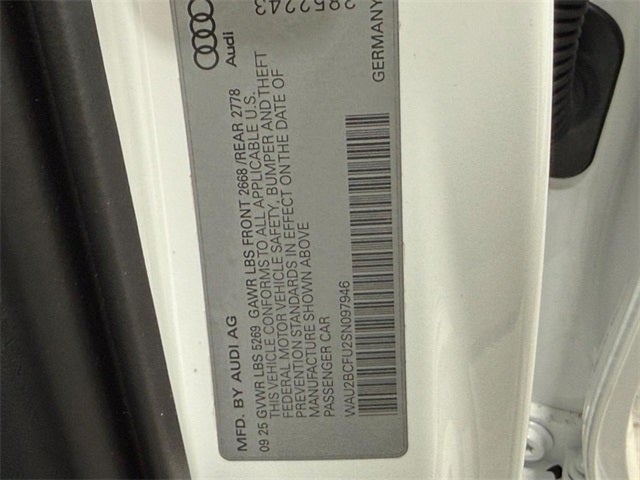 Audi
MFD. BY AUDI AG
09 25 GVWR LBS 5269 GAWR LBS FRONT 2668 /REAR 2778
THIS VEHICLE CONFORMS TO ALL APPLICABLE U.S.
FEDERAL MOTOR VEHICLE SAFETY, BUMPER AND THEFT
PREVENTION STANDARDS IN EFFECT ON THE DATE OF
MANUFACTURE SHOWN ABOVE
PASSENGER CAR
GERMANY
WAU2BCFU2SN097946